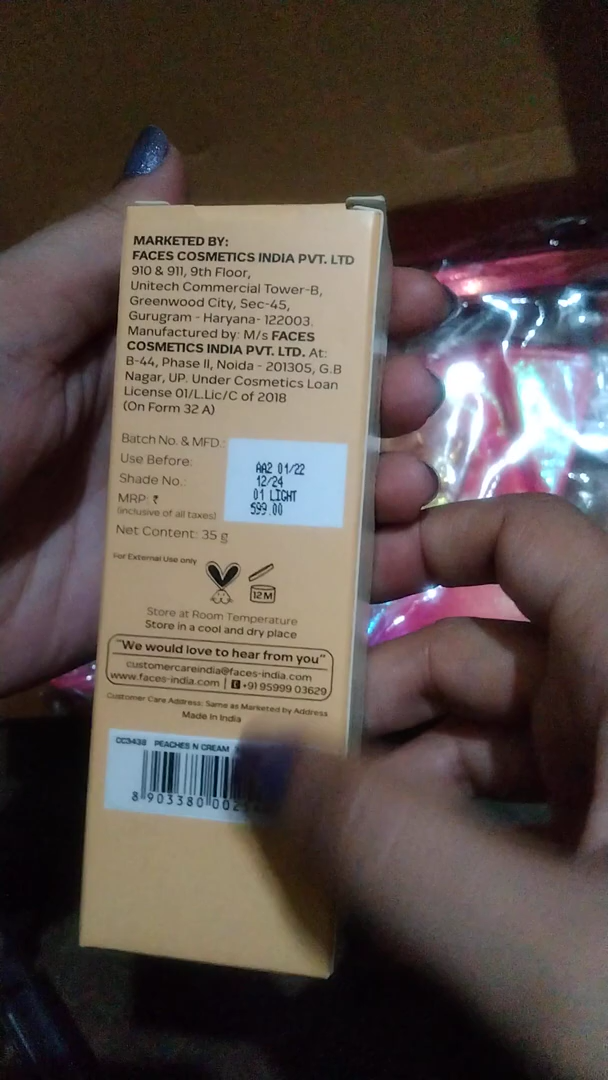 MARKETED BY:
FACES COSMETICS INDIA PVT. LTD
910 & 911, 9th Floor,
Unitech Commercial Tower-B,
Greenwood City, Sec-45,
Gurugram - Haryana- 122003.
Manufactured by: M/s FACES
COSMETICS INDIA PVT. LTD. At:
B-44, Phase II, Noida - 201305, G.B
Nagar, UP. Under Cosmetics Loan
License 01/L.Lic/C of 2018
(On Form 32 A)
Batch No. & MFD.: AA2 01/22
Use Before: 12/24
Shade No.: 01 LIGHT
MRP: ₹ 599.00
(inclusive of all taxes)
Net Content: 35 g
For External Use only
12 M
Store at Room Temperature
Store in a cool and dry place
"We would love to hear from you"
customercareindia@faces-india.com
www.faces-india.com | +91 95999 03629
Customer Care Address: Same as Marketed by Address
Made in India
CC3438 PEACHES N CREAM
8 903380 002